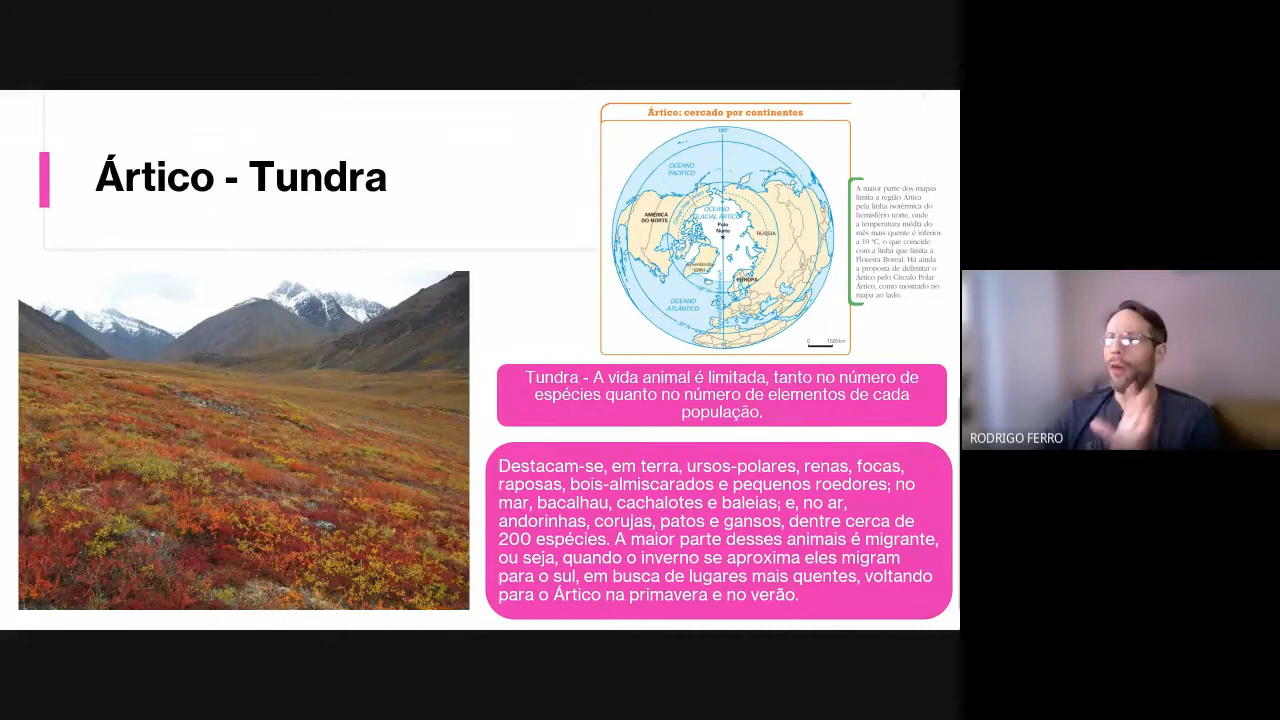 Ártico - Tundra
Ártico: cercado por continentes
180°
OCEANO
PACÍFICO
AMÉRICA
DO NORTE
OCEANO
GLACIAL ÁRTICO
Polo
Norte
RÚSSIA
Groenlândia
(DIN)
EUROPA
OCEANO
ATLÂNTICO
0 1520 km
A maior parte dos mapas
limita a região Ártico
pela linha isotérmica do
hemisfério norte, onde
a temperatura média do
mês mais quente é inferior
a 10 °C, o que coincide
com a linha que limita a
Floresta Boreal. Há ainda
a proposta de delimitar o
Ártico pelo Círculo Polar
Ártico, como mostrado no
mapa ao lado.
Tundra - A vida animal é limitada, tanto no número de
espécies quanto no número de elementos de cada
população.
Destacam-se, em terra, ursos-polares, renas, focas,
raposas, bois-almiscarados e pequenos roedores; no
mar, bacalhau, cachalotes e baleias; e, no ar,
andorinhas, corujas, patos e gansos, dentre cerca de
200 espécies. A maior parte desses animais é migrante,
ou seja, quando o inverno se aproxima eles migram
para o sul, em busca de lugares mais quentes, voltando
para o Ártico na primavera e no verão.
RODRIGO FERRO